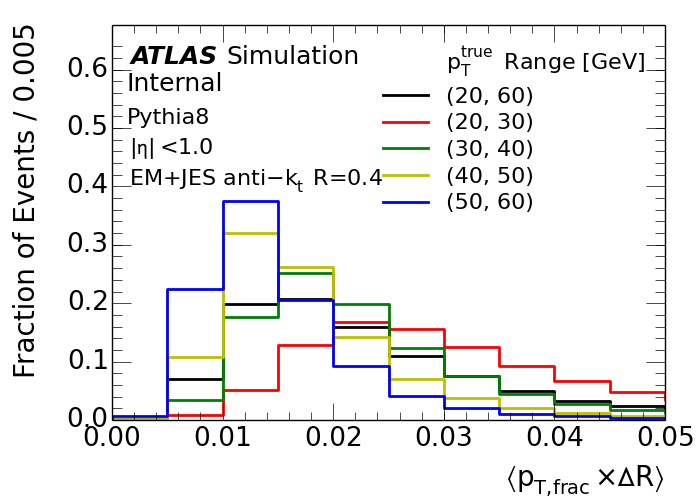 ATLAS Simulation
Internal
Pythia8
|η| <1.0
EM+JES anti−k_t R=0.4
p_T^true Range [GeV]
(20, 60)
(20, 30)
(30, 40)
(40, 50)
(50, 60)
Fraction of Events / 0.005
0.6
0.5
0.4
0.3
0.2
0.1
0.0
0.00 0.01 0.02 0.03 0.04 0.05
⟨p_T,frac ×ΔR⟩